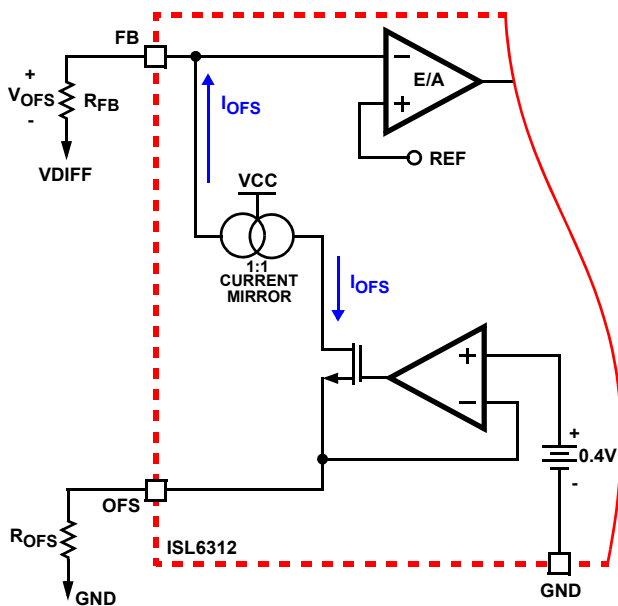 FB
+
VOFS
-
RFB
VDIFF
IOFS
−
E/A
+
REF
VCC
1:1
CURRENT
MIRROR
IOFS
+
−
+
0.4V
-
OFS
ROFS
GND
ISL6312
GND